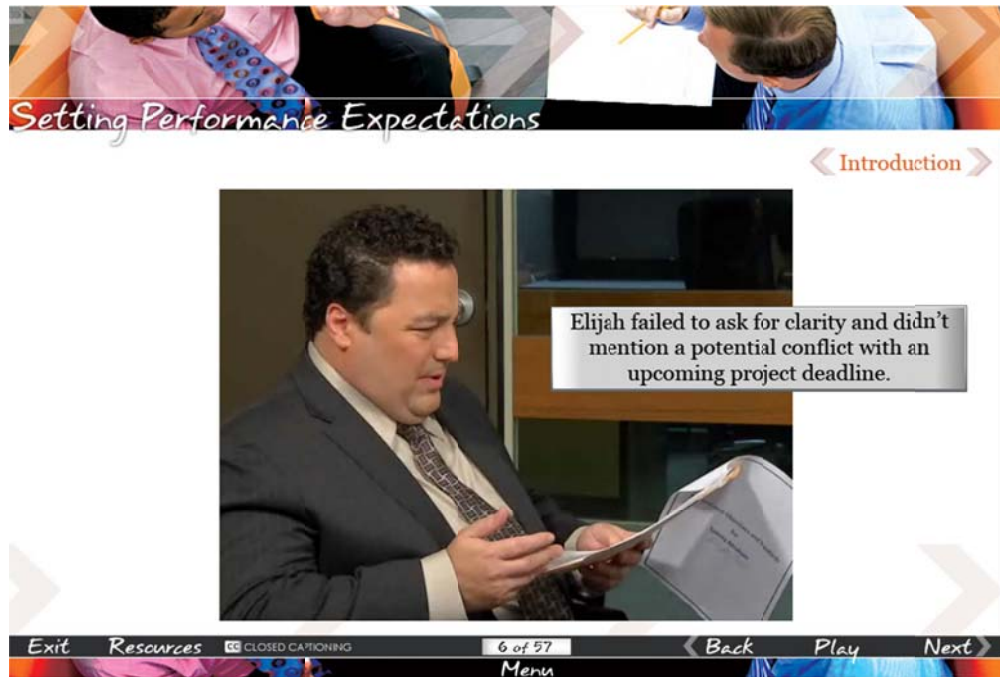 Setting Performance Expectations
Introduction
Elijah failed to ask for clarity and didn't
mention a potential conflict with an
upcoming project deadline.
Exit Resources CC CLOSED CAPTIONING 6 of 57 Back Play Next
Menu